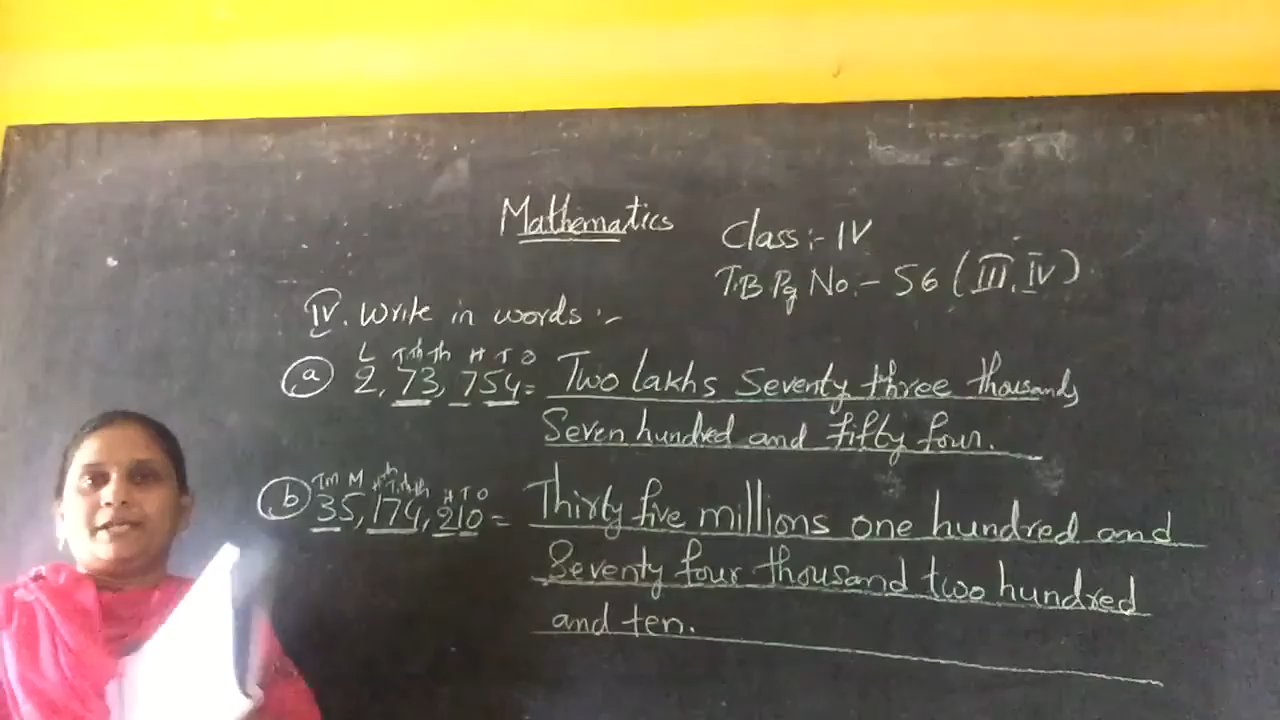 Mathematics
Class:- IV
T.B Pg No.- 56 (III, IV)
IV. Write in words :-
L T.th Th H T O
(a) 2,73,754 = Two lakhs Seventy three thousands
Seven hundred and fifty four.
TM M H.th T.th th H T O
(b) 35,174,210 = Thirty five millions one hundred and
Seventy four thousand two hundred
and ten.